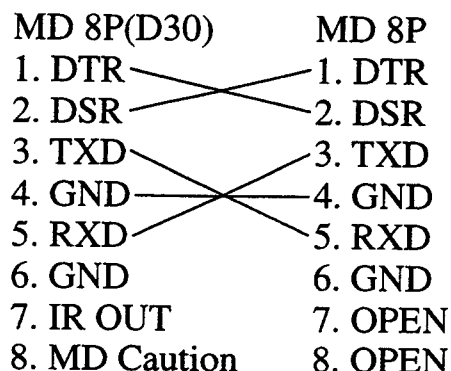 MD 8P(D30) MD 8P
1. DTR 1. DTR
2. DSR 2. DSR
3. TXD 3. TXD
4. GND 4. GND
5. RXD 5. RXD
6. GND 6. GND
7. IR OUT 7. OPEN
8. MD Caution 8. OPEN